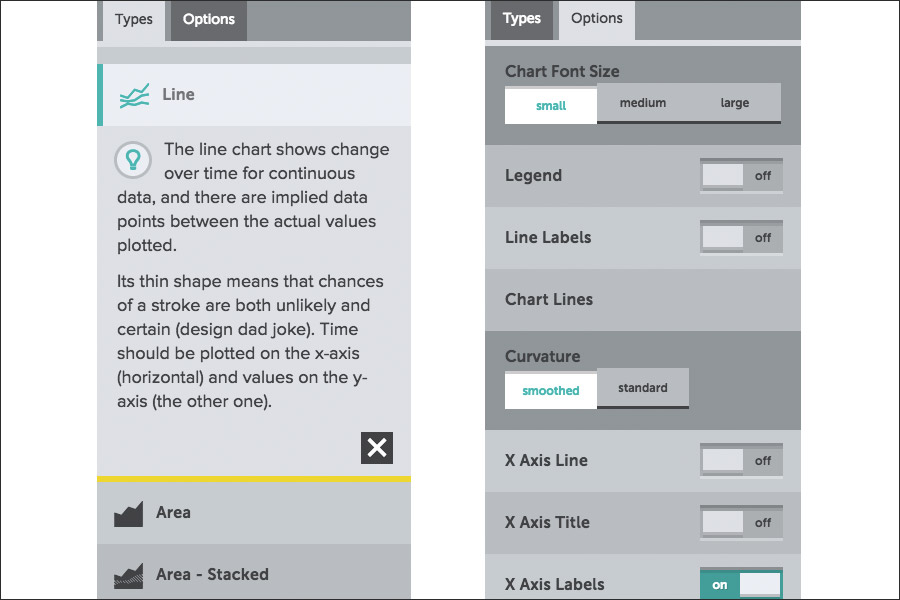 Types
Options
Line
The line chart shows change
over time for continuous
data, and there are implied data
points between the actual values
plotted.
Its thin shape means that chances
of a stroke are both unlikely and
certain (design dad joke). Time
should be plotted on the x-axis
(horizontal) and values on the y-
axis (the other one).
Area
Area - Stacked
Types
Options
Chart Font Size
small
medium
large
Legend
off
Line Labels
off
Chart Lines
Curvature
smoothed
standard
X Axis Line
off
X Axis Title
off
X Axis Labels
on